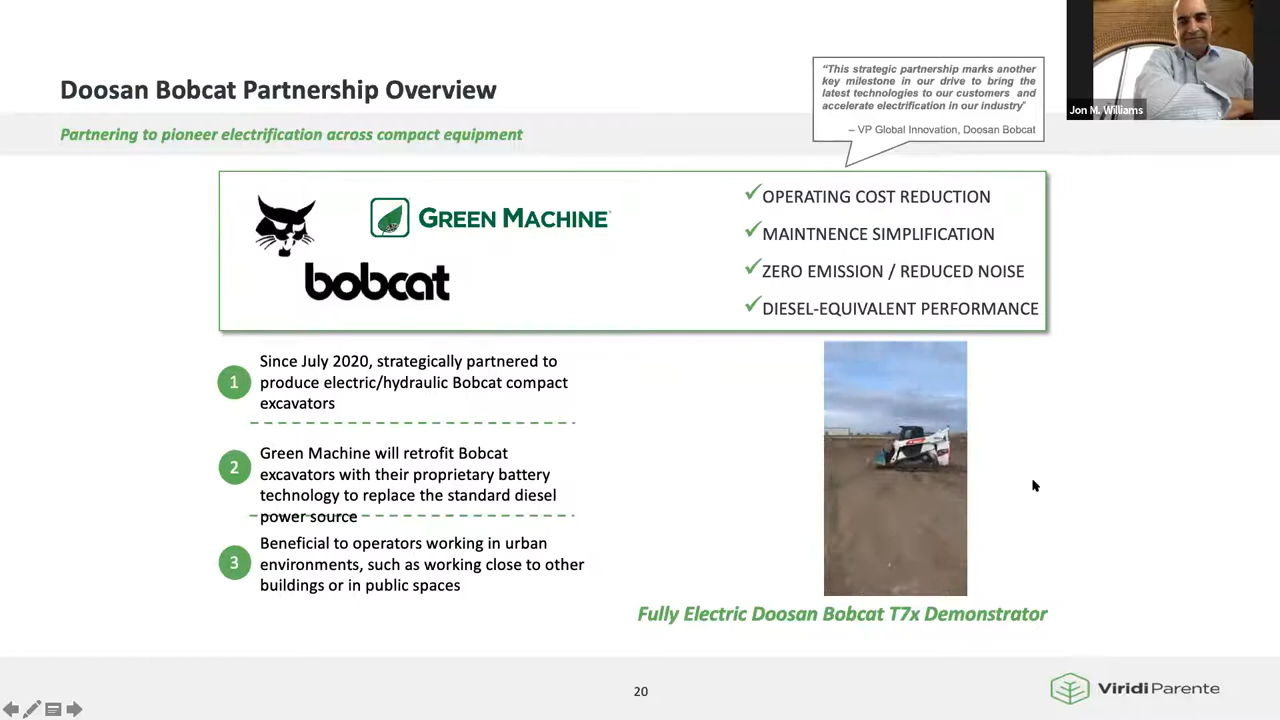 Doosan Bobcat Partnership Overview
Partnering to pioneer electrification across compact equipment
“This strategic partnership marks another
key milestone in our drive to bring the
latest technologies to our customers and
accelerate electrification in our industry”
– VP Global Innovation, Doosan Bobcat
Jon M. Williams
GREEN MACHINE
bobcat
OPERATING COST REDUCTION
MAINTNENCE SIMPLIFICATION
ZERO EMISSION / REDUCED NOISE
DIESEL-EQUIVALENT PERFORMANCE
1
Since July 2020, strategically partnered to
produce electric/hydraulic Bobcat compact
excavators
2
Green Machine will retrofit Bobcat
excavators with their proprietary battery
technology to replace the standard diesel
power source
3
Beneficial to operators working in urban
environments, such as working close to other
buildings or in public spaces
Fully Electric Doosan Bobcat T7x Demonstrator
20
Viridi Parente